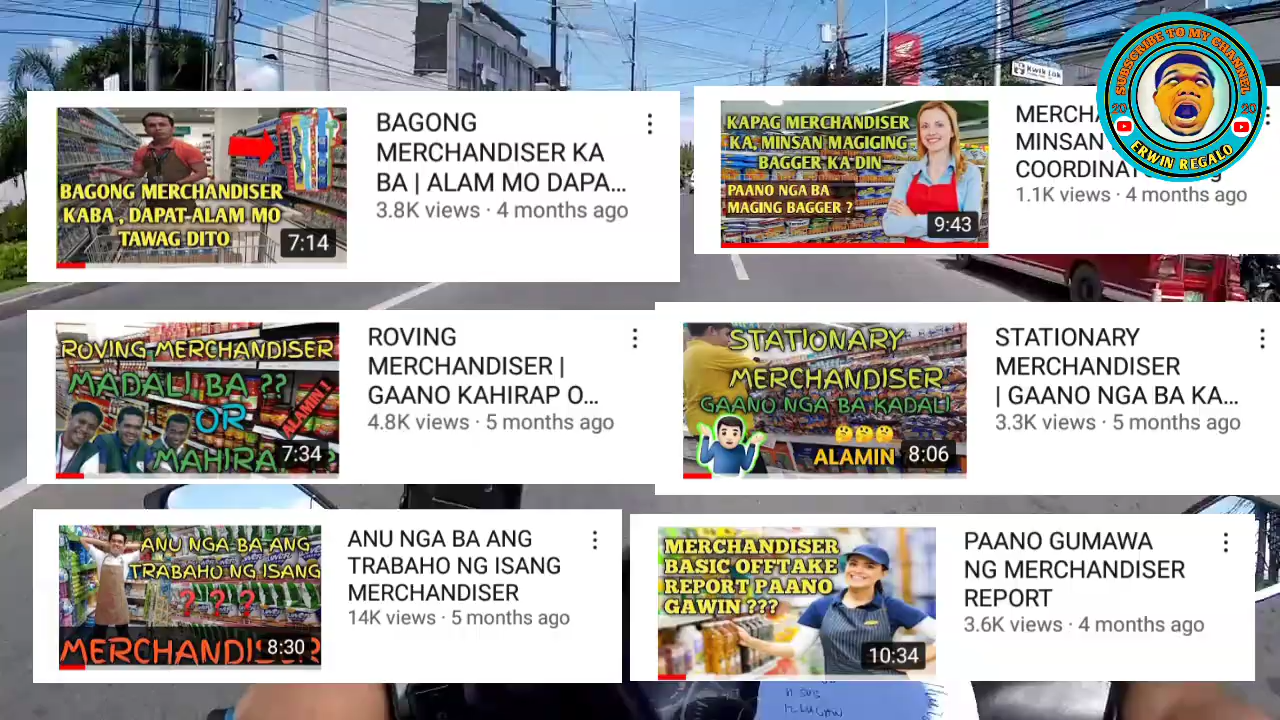 BAGONG MERCHANDISER
KABA , DAPAT ALAM MO
TAWAG DITO
7:14
BAGONG
MERCHANDISER KA
BA | ALAM MO DAPA...
3.8K views · 4 months ago
KAPAG MERCHANDISER
KA, MINSAN MAGIGING
BAGGER KA DIN
PAANO NGA BA
MAGING BAGGER ?
9:43
MERCH
MINSAN
COORDINAT
1.1K views · 4 months ago
SUBSCRIBE TO MY CHANNEL
20 20
ERWIN REGALO
ROVING MERCHANDISER
MADALI BA ??
OR
MAHIRA
ALAMIN !
7:34
ROVING
MERCHANDISER |
GAANO KAHIRAP O...
4.8K views · 5 months ago
STATIONARY
MERCHANDISER
GAANO NGA BA KADALI
ALAMIN
8:06
STATIONARY
MERCHANDISER
| GAANO NGA BA KA...
3.3K views · 5 months ago
ANU NGA BA ANG
TRABAHO NG ISANG
? ? ?
MERCHANDISER
8:30
ANU NGA BA ANG
TRABAHO NG ISANG
MERCHANDISER
14K views · 5 months ago
MERCHANDISER
BASIC OFFTAKE
REPORT PAANO
GAWIN ???
10:34
PAANO GUMAWA
NG MERCHANDISER
REPORT
3.6K views · 4 months ago